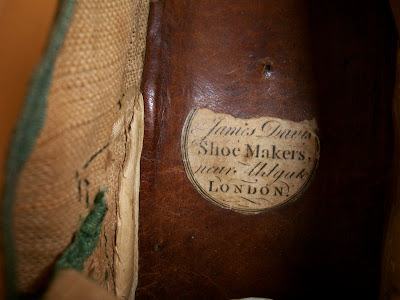 James Davis
Shoe Makers,
near Aldgate
LONDON.